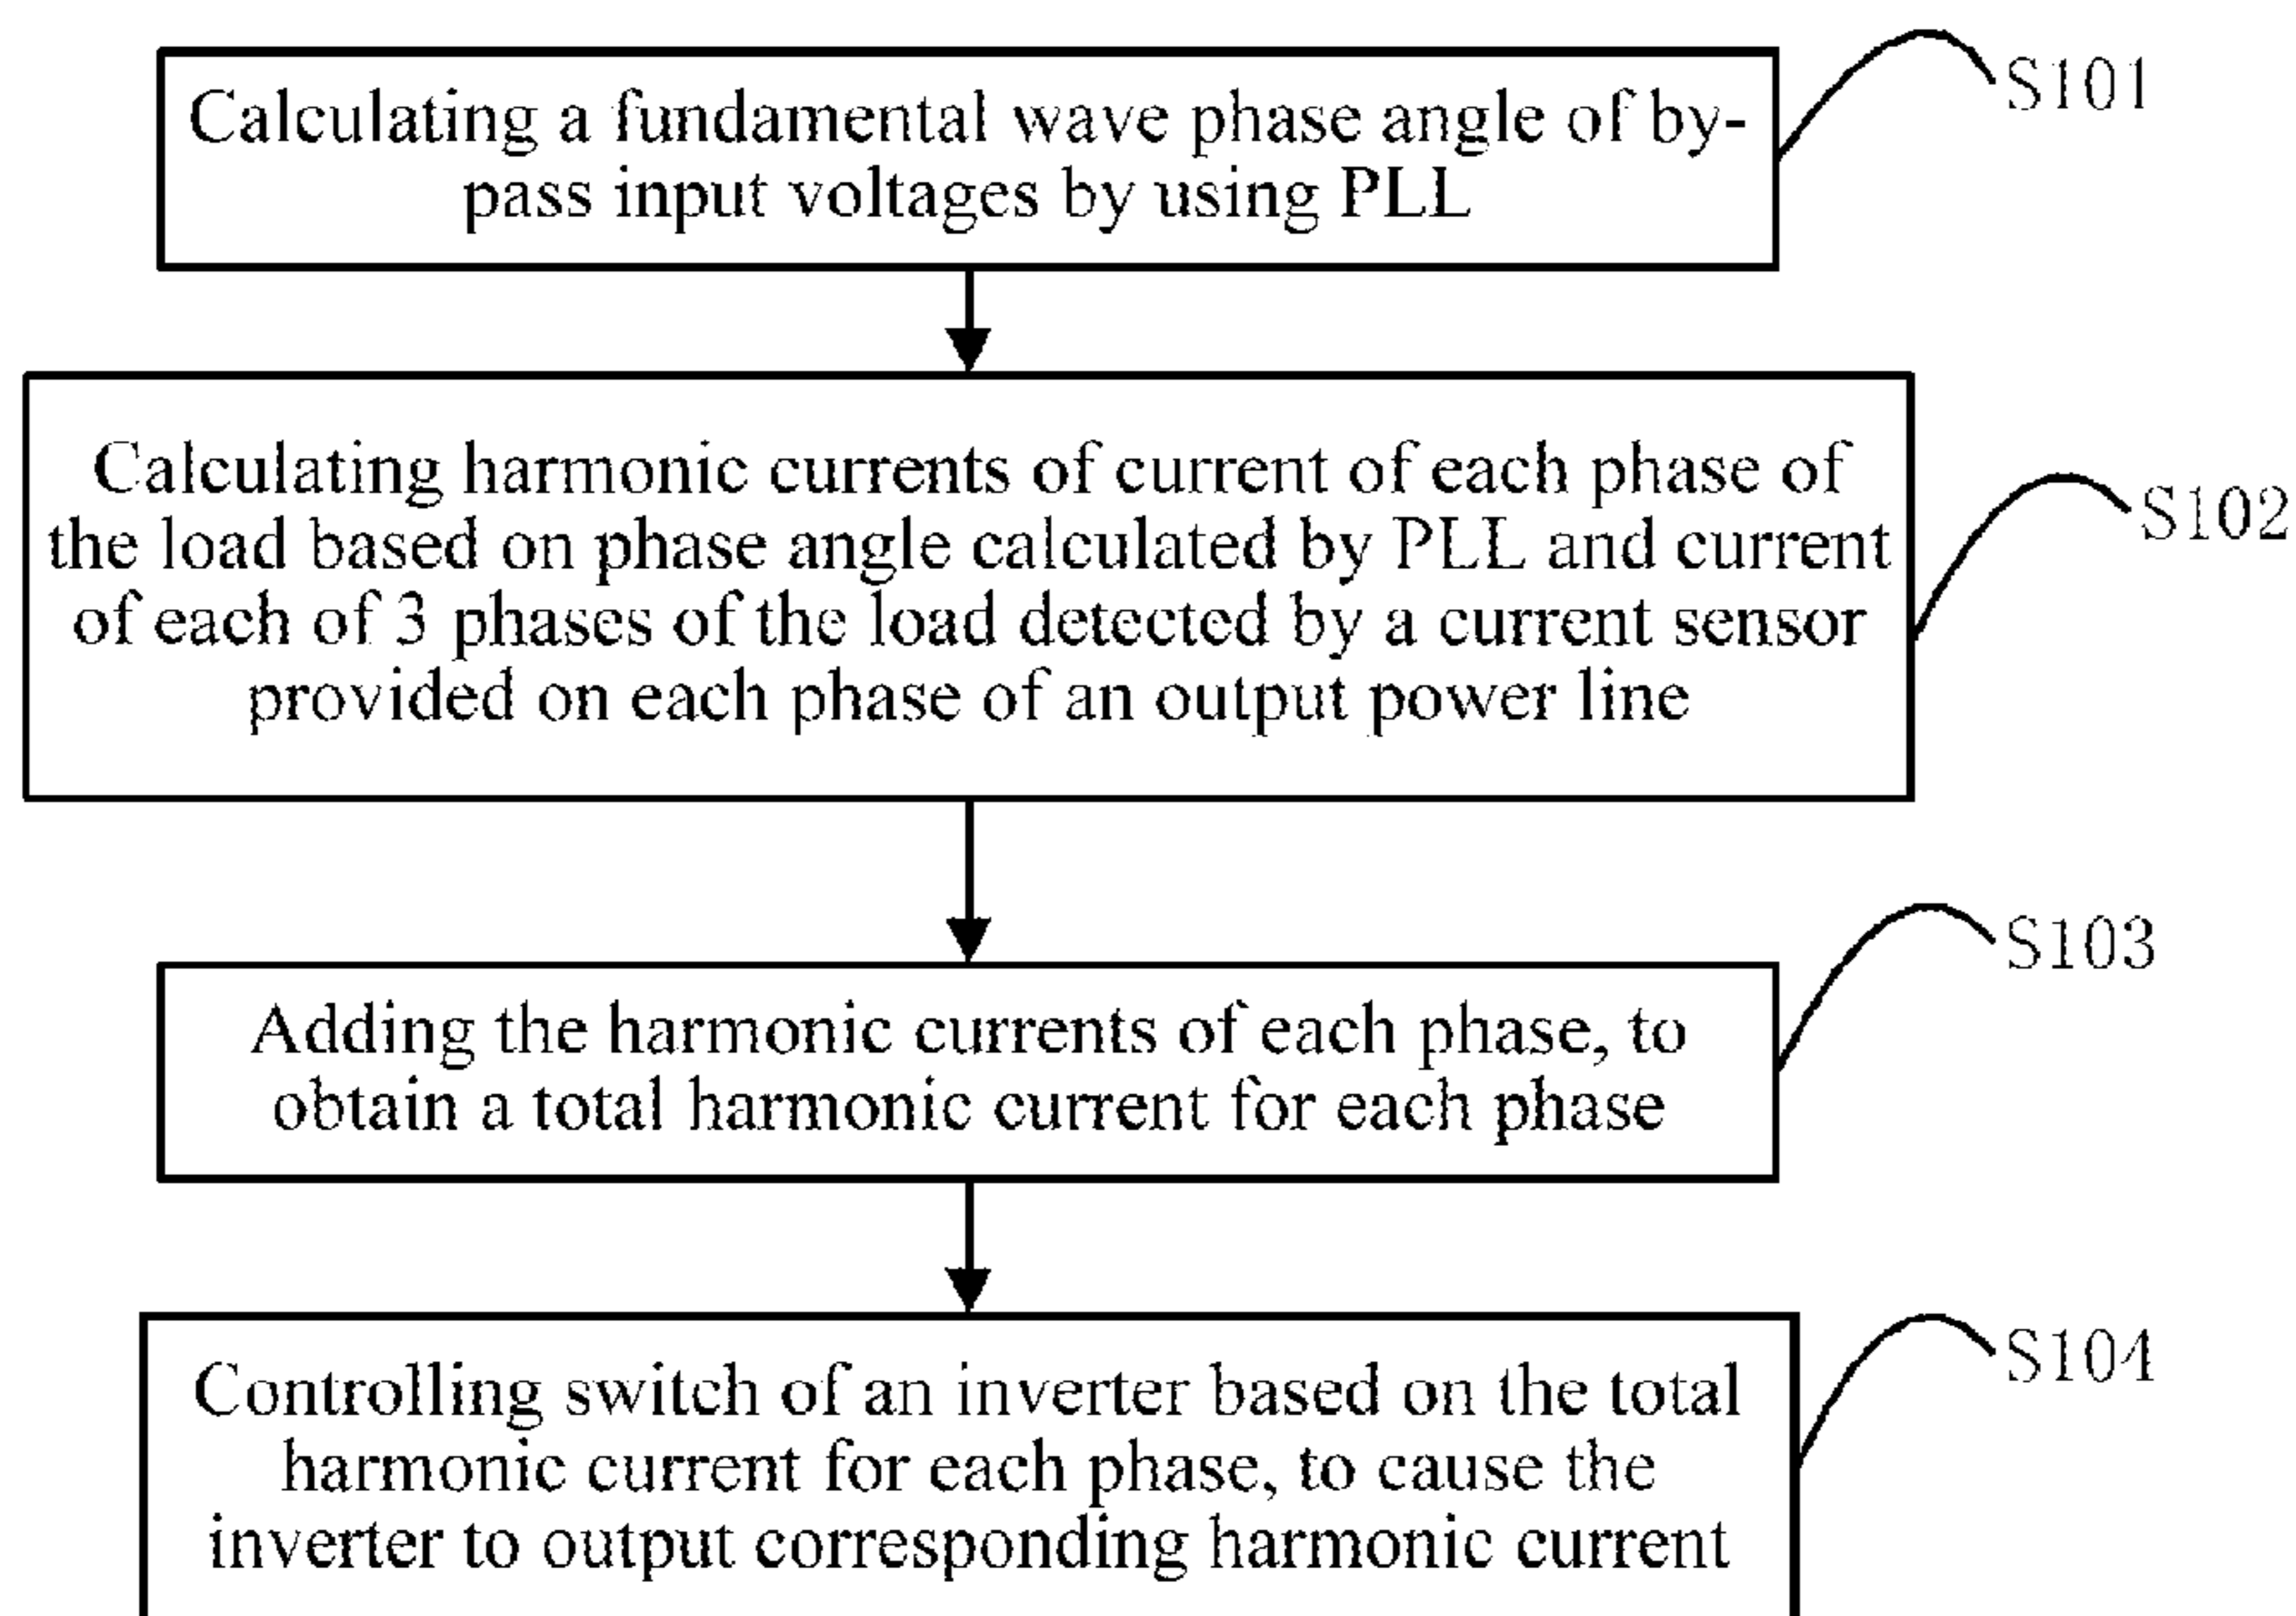 Calculating a fundamental wave phase angle of by-
pass input voltages by using PLL
S101
Calculating harmonic currents of current of each phase of
the load based on phase angle calculated by PLL and current
of each of 3 phases of the load detected by a current sensor
provided on each phase of an output power line
S102
Adding the harmonic currents of each phase, to
obtain a total harmonic current for each phase
S103
Controlling switch of an inverter based on the total
harmonic current for each phase, to cause the
inverter to output corresponding harmonic current
S104